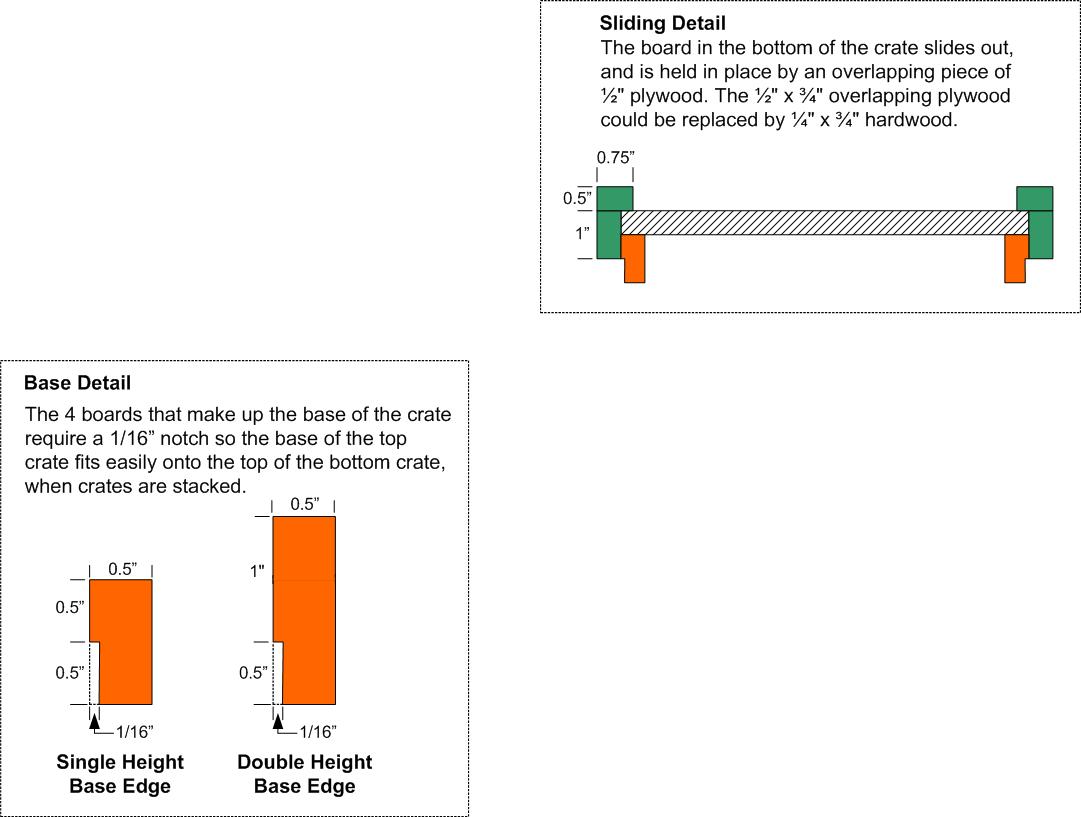 Sliding Detail
The board in the bottom of the crate slides out,
and is held in place by an overlapping piece of
½" plywood. The ½" x ¾" overlapping plywood
could be replaced by ¼" x ¾" hardwood.
0.75”
0.5”
1”
Base Detail
The 4 boards that make up the base of the crate
require a 1/16” notch so the base of the top
crate fits easily onto the top of the bottom crate,
when crates are stacked.
0.5”
0.5”
0.5”
1/16”
Single Height
Base Edge
0.5”
1"
0.5”
1/16”
Double Height
Base Edge